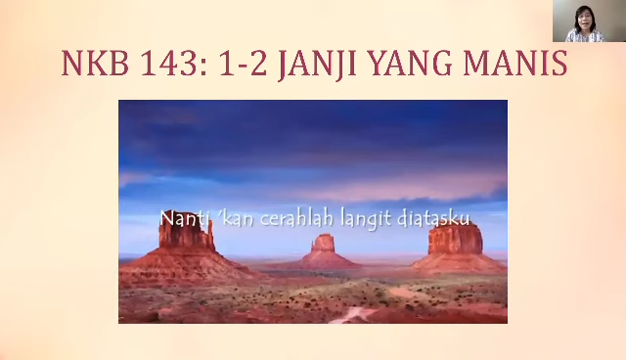 NKB 143: 1-2 JANJI YANG MANIS
Nanti 'kan cerahlah langit diatasku